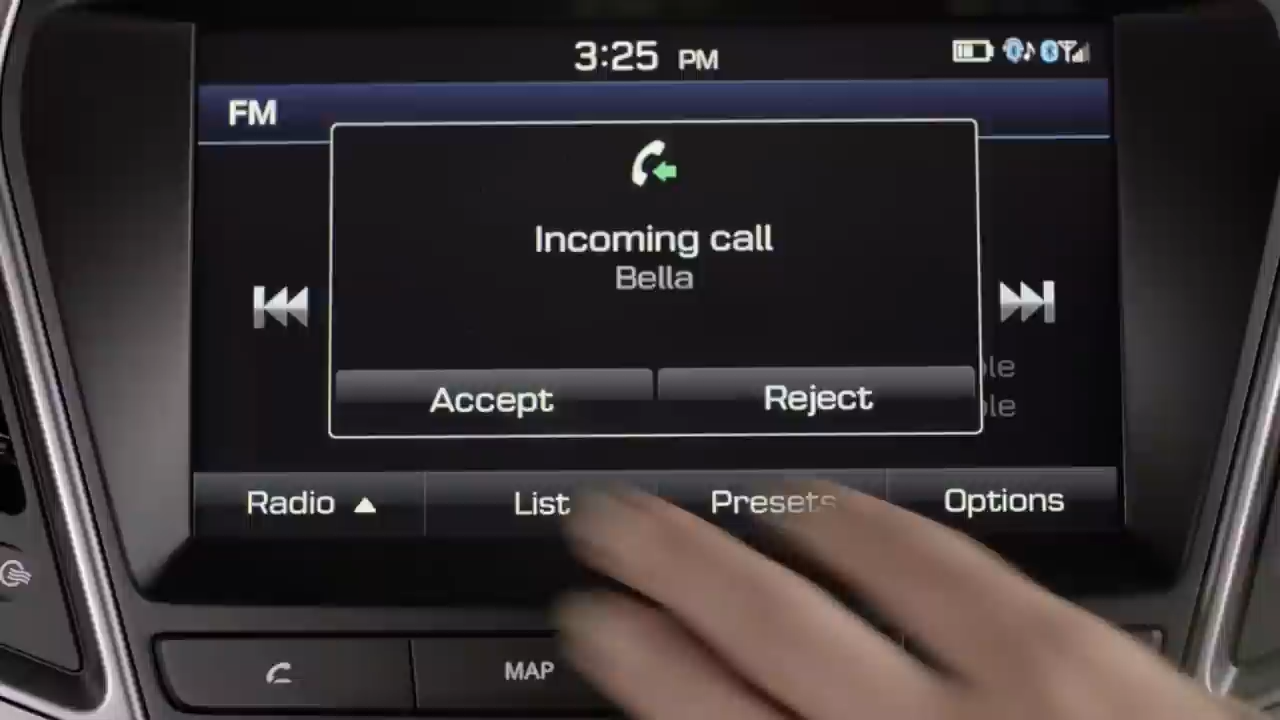 3:25 PM
FM
Incoming call
Bella
Accept
Reject
Radio
List
Presets
Options
MAP